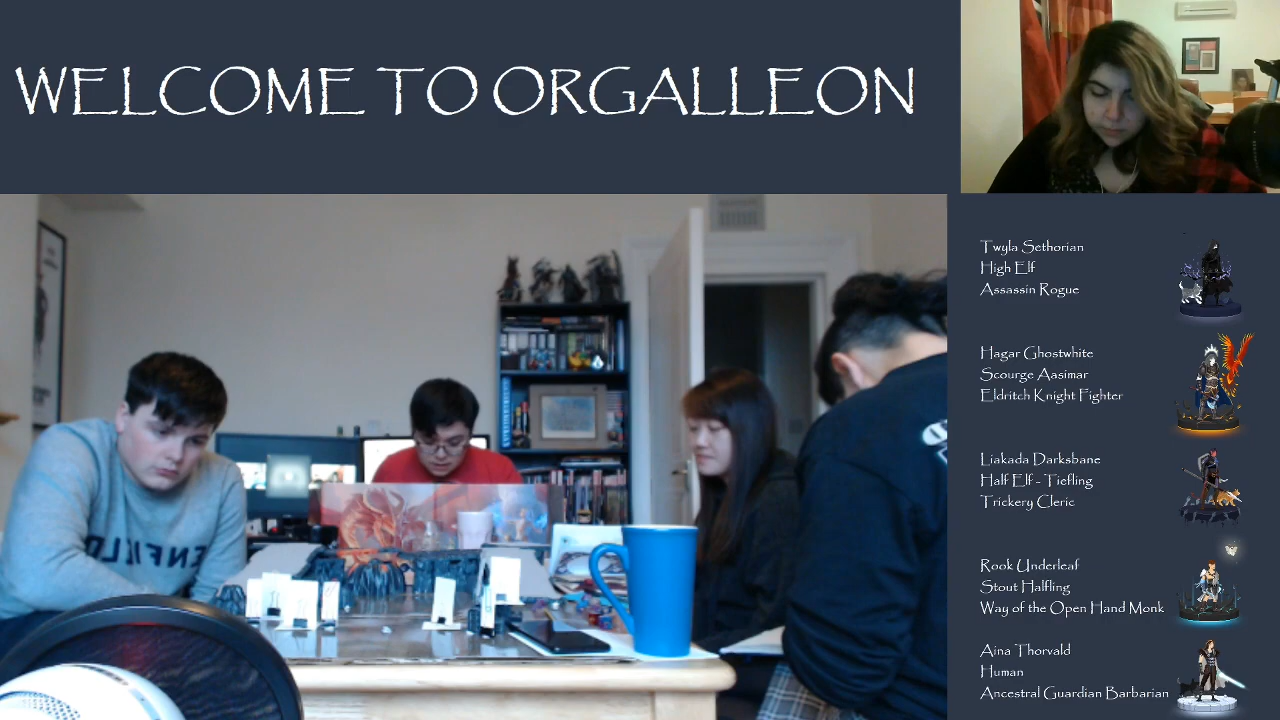 WELCOME TO ORGALLEON
Twyla Sethorian
High Elf
Assassin Rogue
Hagar Ghostwhite
Scourge Aasimar
Eldritch Knight Fighter
Liakada Darksbane
Half Elf - Tiefling
Trickery Cleric
Rook Underleaf
Stout Halfling
Way of the Open Hand Monk
Aina Thorvald
Human
Ancestral Guardian Barbarian